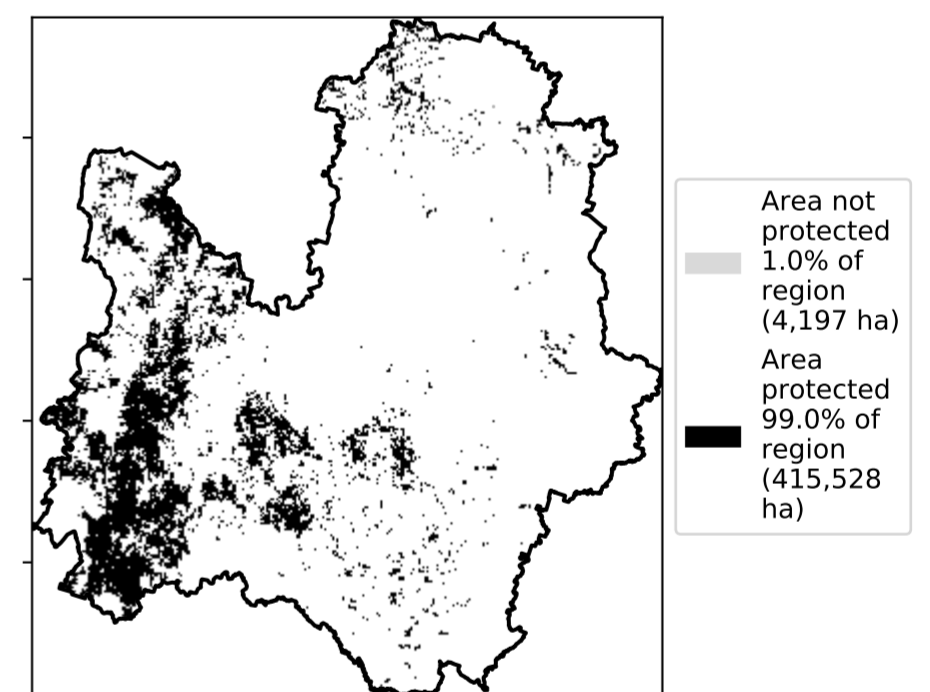 Area not
protected
1.0% of
region
(4,197 ha)
Area
protected
99.0% of
region
(415,528
ha)